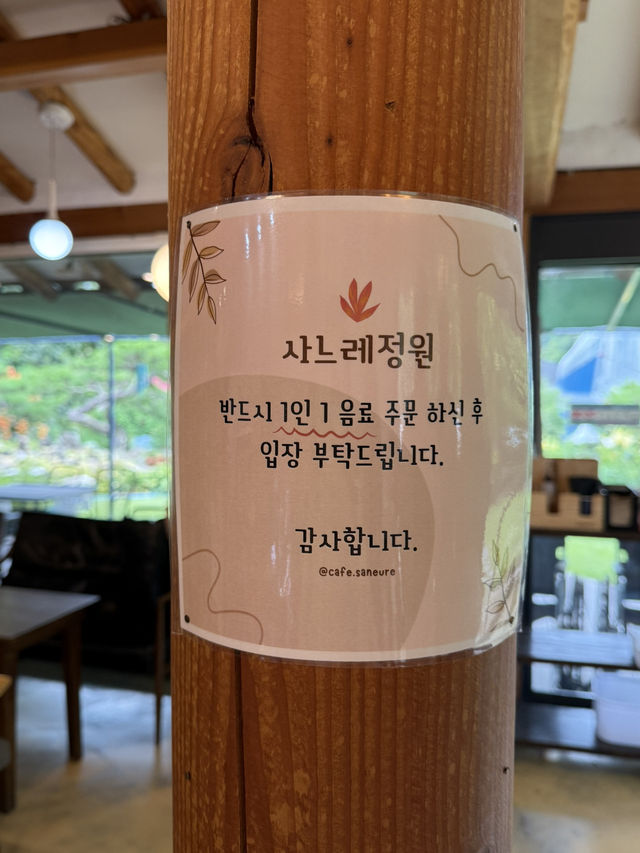 사느레정원
반드시 1인 1 음료 주문 하신 후
입장 부탁드립니다.
감사합니다.
@cafe.saneure